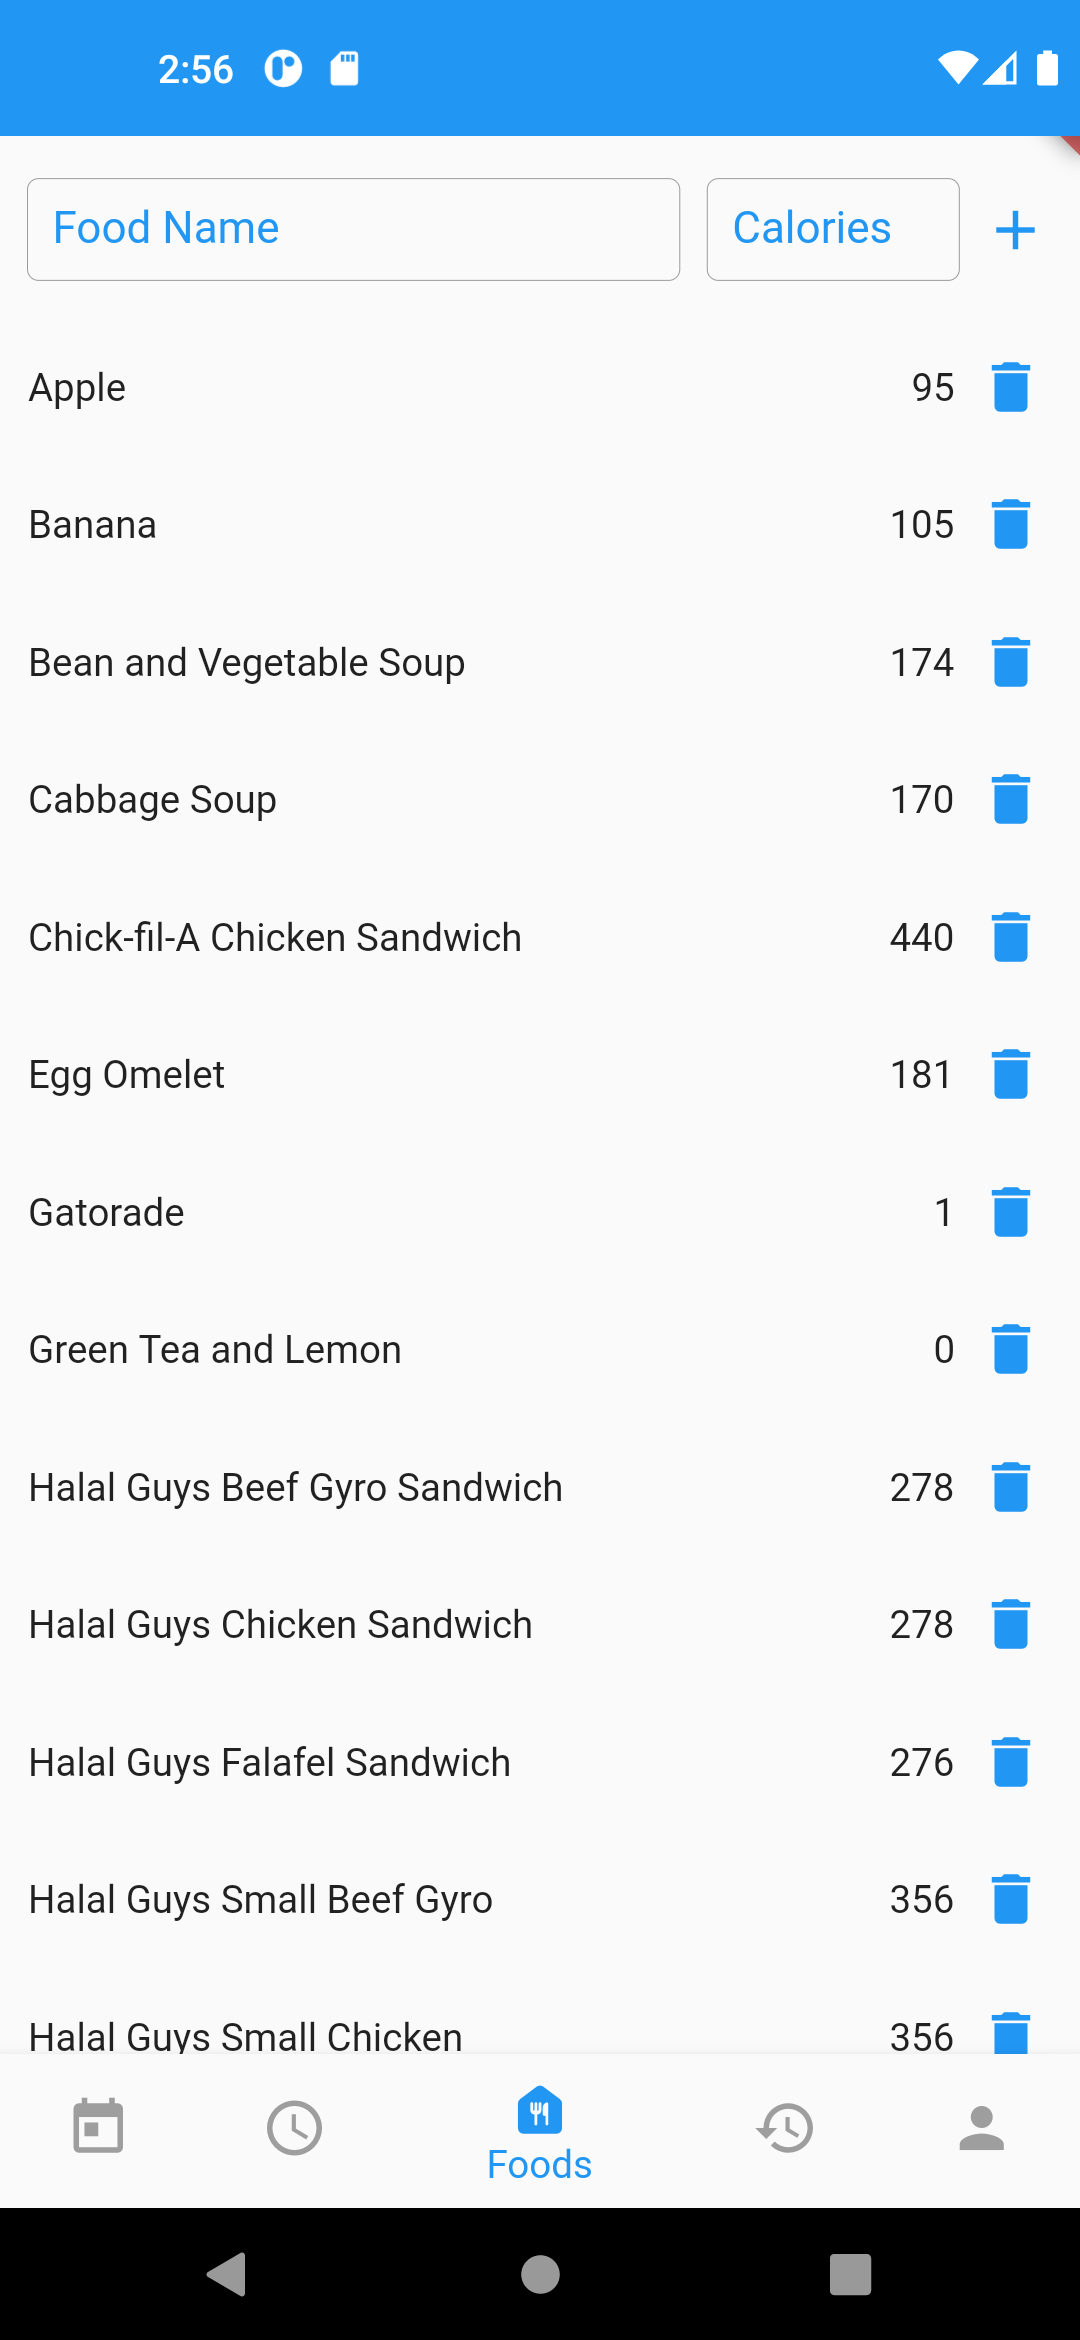 2:56
Food Name Calories
Apple 95
Banana 105
Bean and Vegetable Soup 174
Cabbage Soup 170
Chick-fil-A Chicken Sandwich 440
Egg Omelet 181
Gatorade 1
Green Tea and Lemon 0
Halal Guys Beef Gyro Sandwich 278
Halal Guys Chicken Sandwich 278
Halal Guys Falafel Sandwich 276
Halal Guys Small Beef Gyro 356
Halal Guys Small Chicken 356
Foods